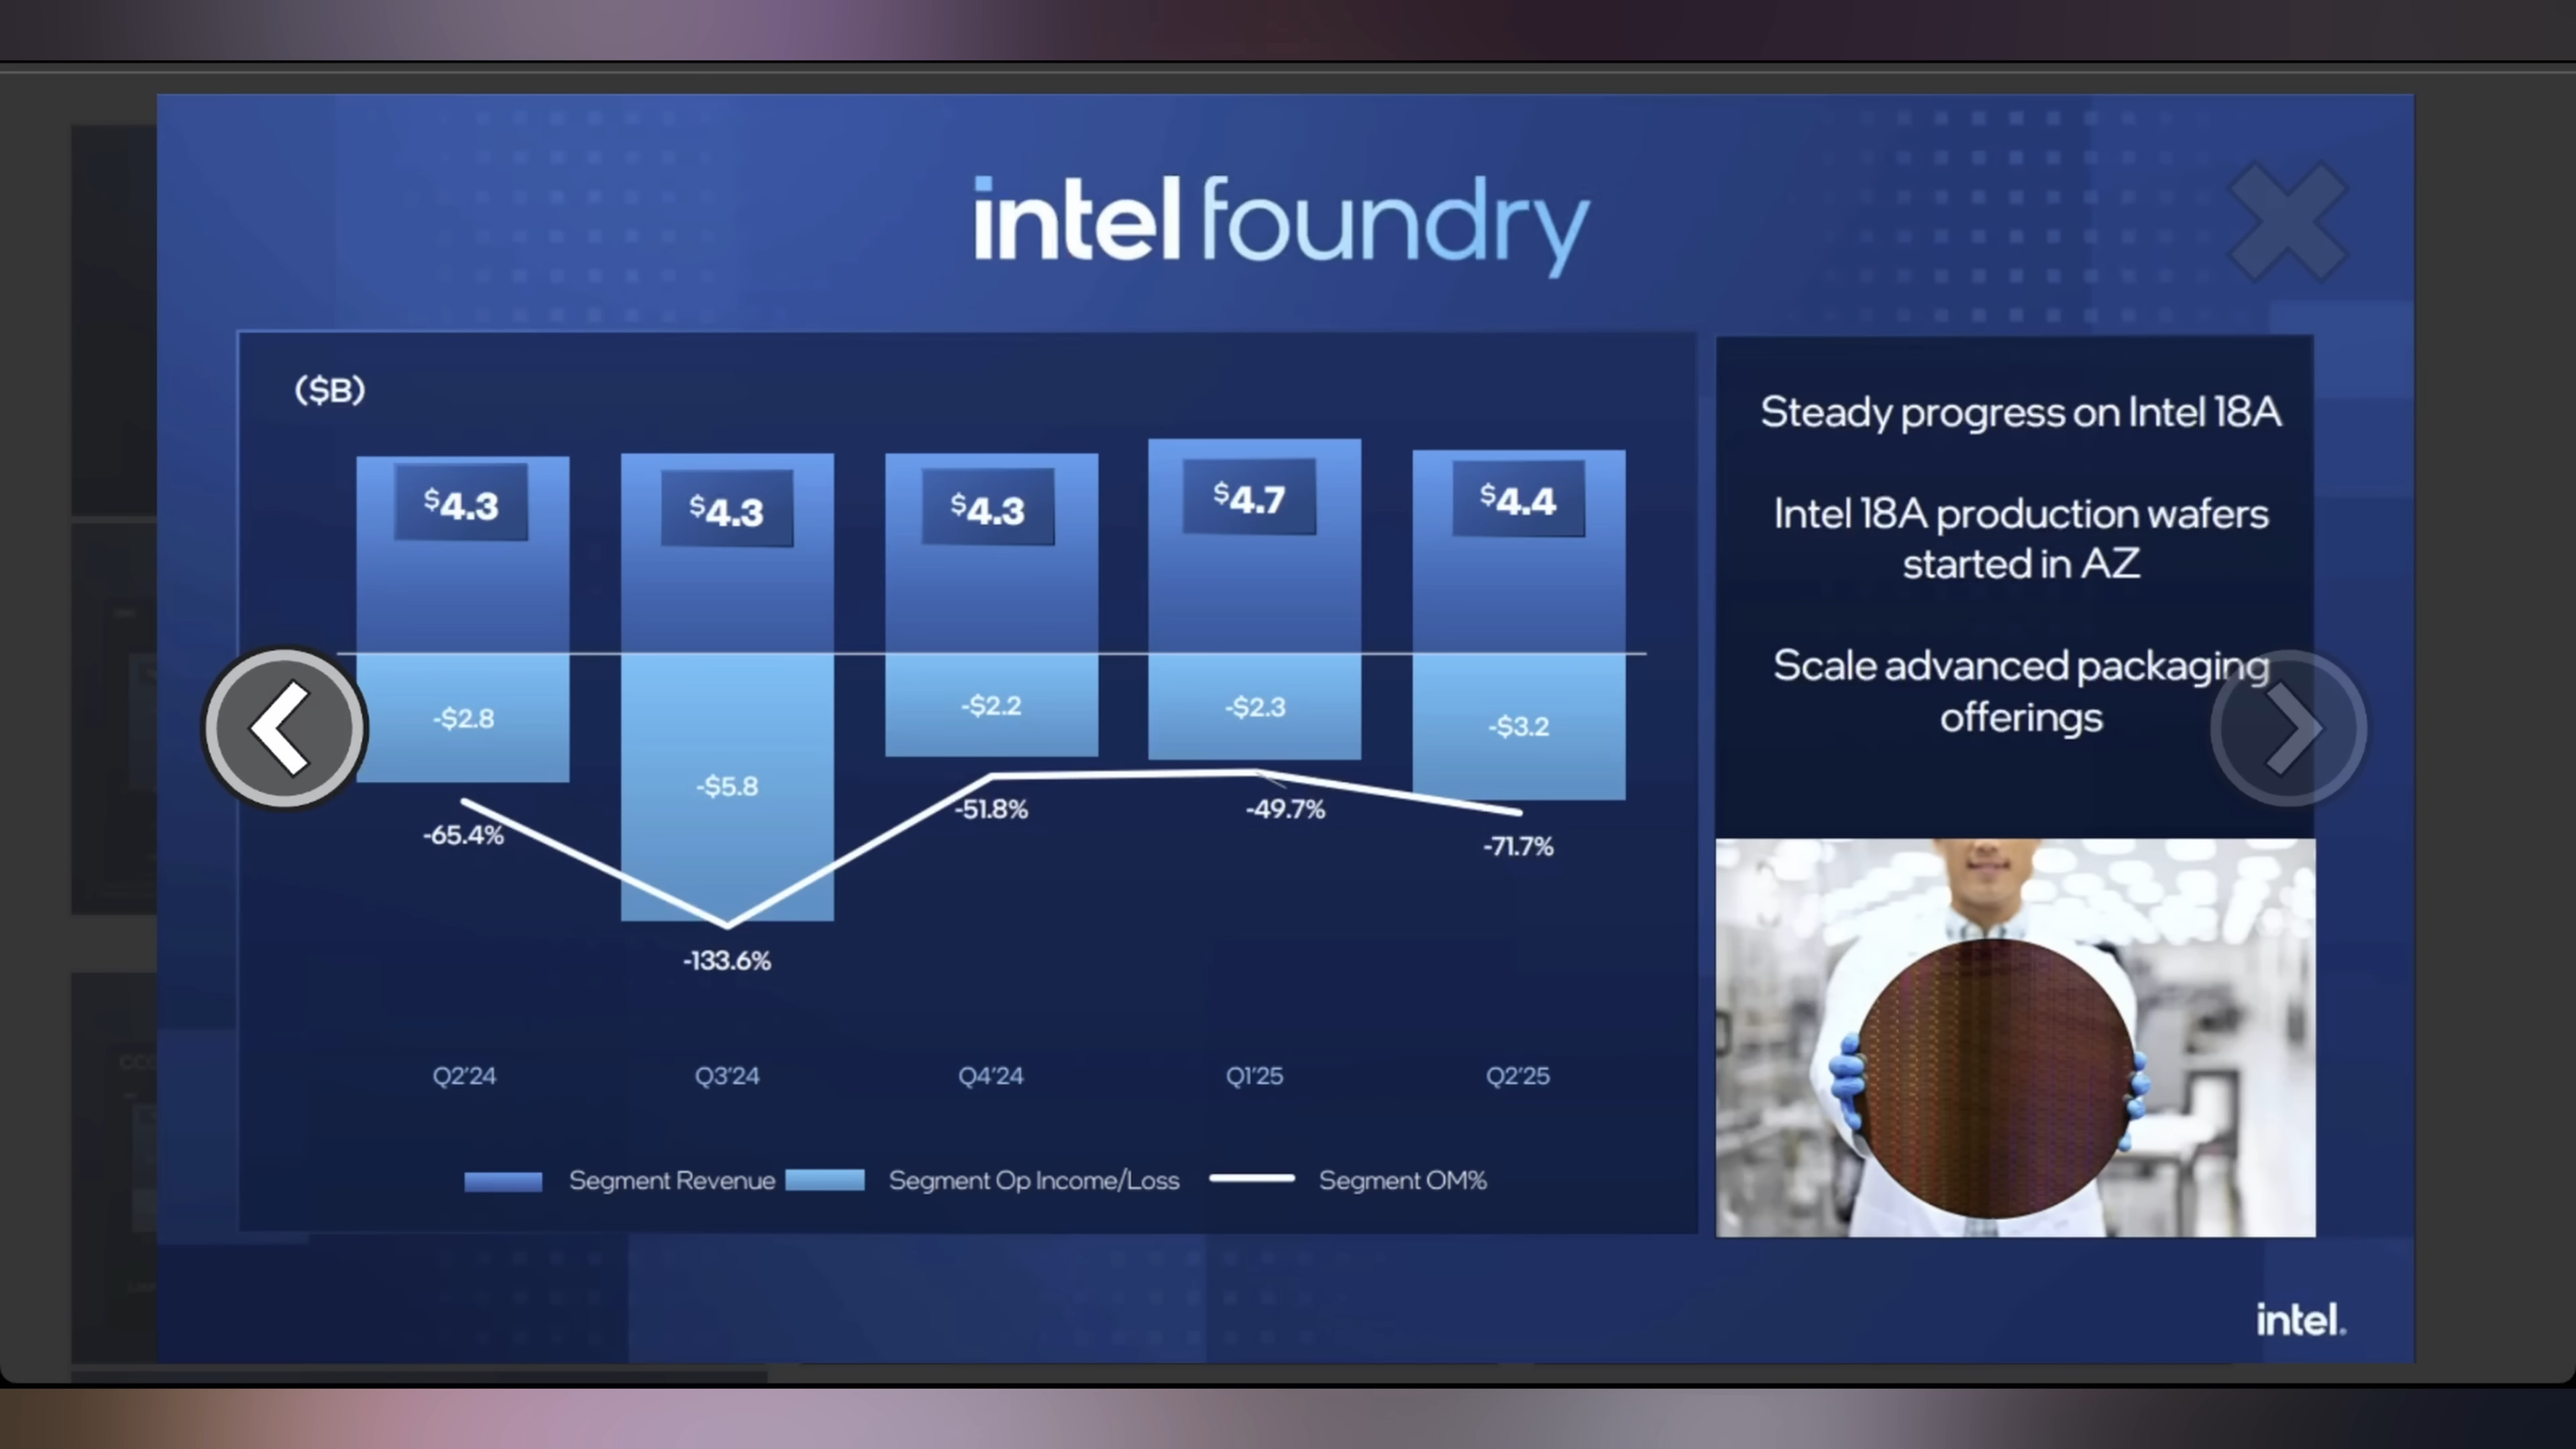 intel foundry
($B)
$4.3
$4.3
$4.3
$4.7
$4.4
-$2.8
-$5.8
-$2.2
-$2.3
-$3.2
-65.4%
-133.6%
-51.8%
-49.7%
-71.7%
Q2'24
Q3'24
Q4'24
Q1'25
Q2'25
Segment Revenue
Segment Op Income/Loss
Segment OM%
Steady progress on Intel 18A
Intel 18A production wafers
started in AZ
Scale advanced packaging
offerings
intel.